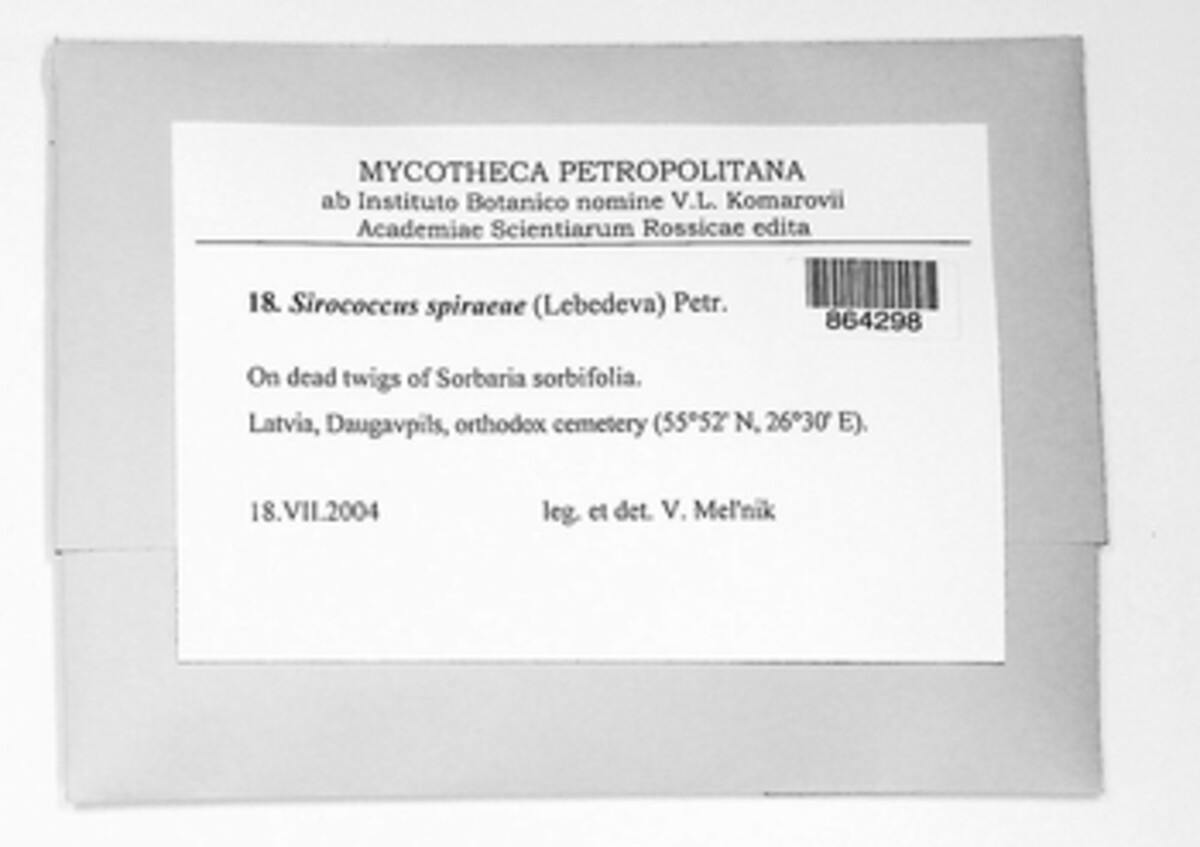 MYCOTHECA PETROPOLITANA
ab Instituto Botanico nomine V.L. Komarovii
Academiae Scientiarum Rossicae edita
18. Sirococcus spiraeae (Lebedeva) Petr.
864298
On dead twigs of Sorbaria sorbifolia.
Latvia, Daugavpils, orthodox cemetery (55°52' N, 26°30' E).
18.VII.2004 leg. et det. V. Mel'nik